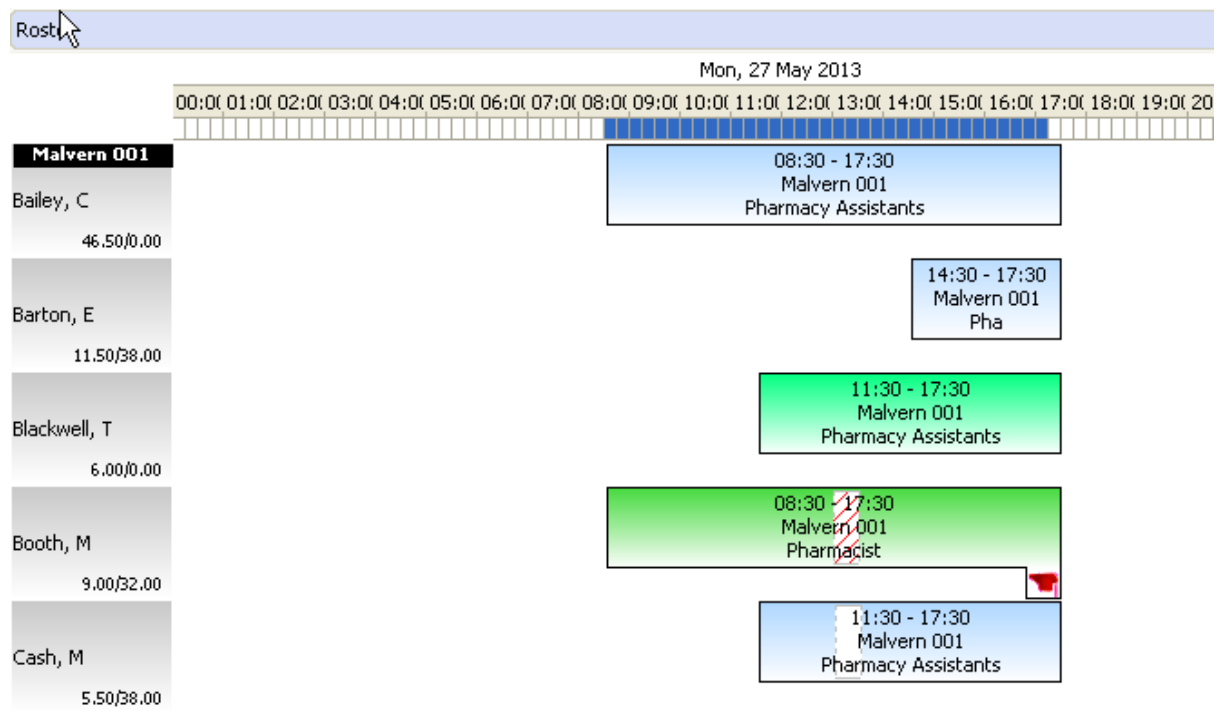 Roste
Mon, 27 May 2013
00:0( 01:0( 02:0( 03:0( 04:0( 05:0( 06:0( 07:0( 08:0( 09:0( 10:0( 11:0( 12:0( 13:0( 14:0( 15:0( 16:0( 17:0( 18:0( 19:0( 20
Malvern 001
Bailey, C
46.50/0.00
08:30 - 17:30
Malvern 001
Pharmacy Assistants
Barton, E
11.50/38.00
14:30 - 17:30
Malvern 001
Pha
Blackwell, T
6.00/0.00
11:30 - 17:30
Malvern 001
Pharmacy Assistants
Booth, M
9.00/32.00
08:30 - 17:30
Malvern 001
Pharmacist
Cash, M
5.50/38.00
11:30 - 17:30
Malvern 001
Pharmacy Assistants